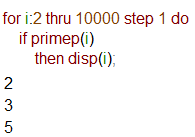 for i:2 thru 10000 step 1 do
if primep(i)
then disp(i);
2
3
5